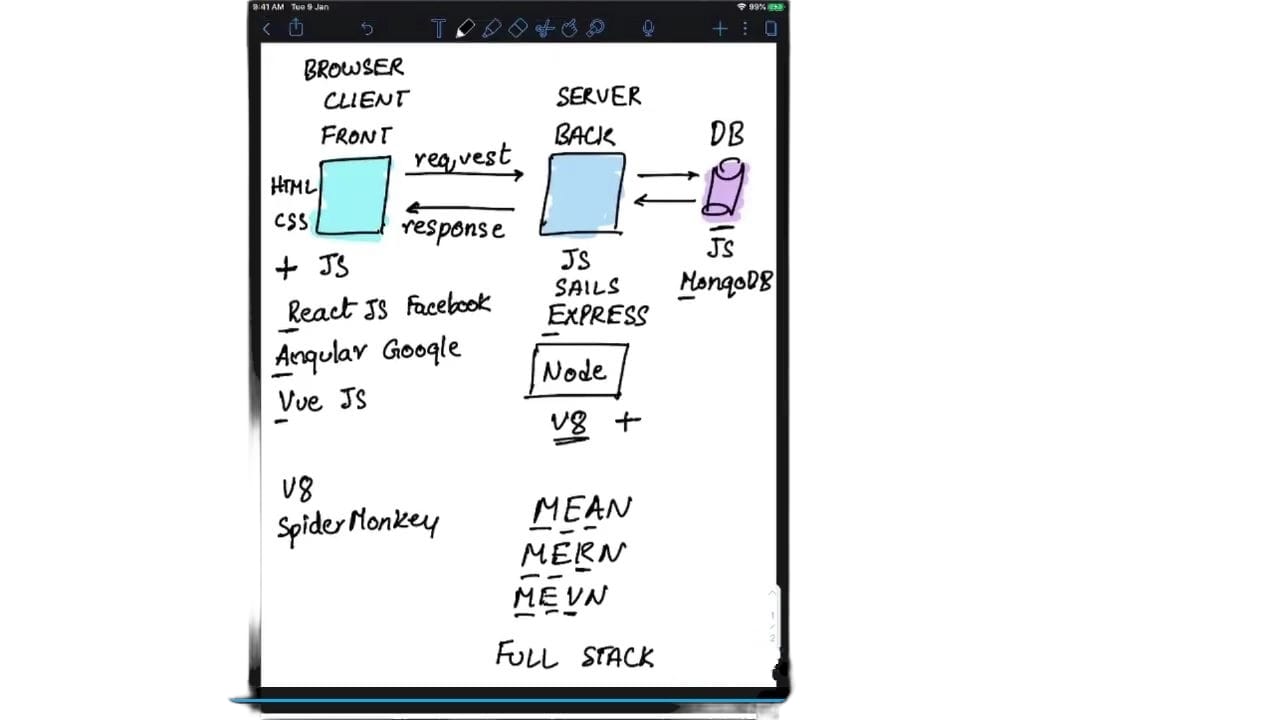 9:41 AM Tue 9 Jan
99%
T
BROWSER
CLIENT
FRONT
SERVER
BACK
DB
request
response
HTML
CSS
+ JS
React JS Facebook
Angular Google
Vue JS
JS
SAILS
EXPRESS
Node
V8 +
JS
MongoDB
V8
SpiderMonkey
MEAN
MERN
MEVN
FULL STACK
1
/
2